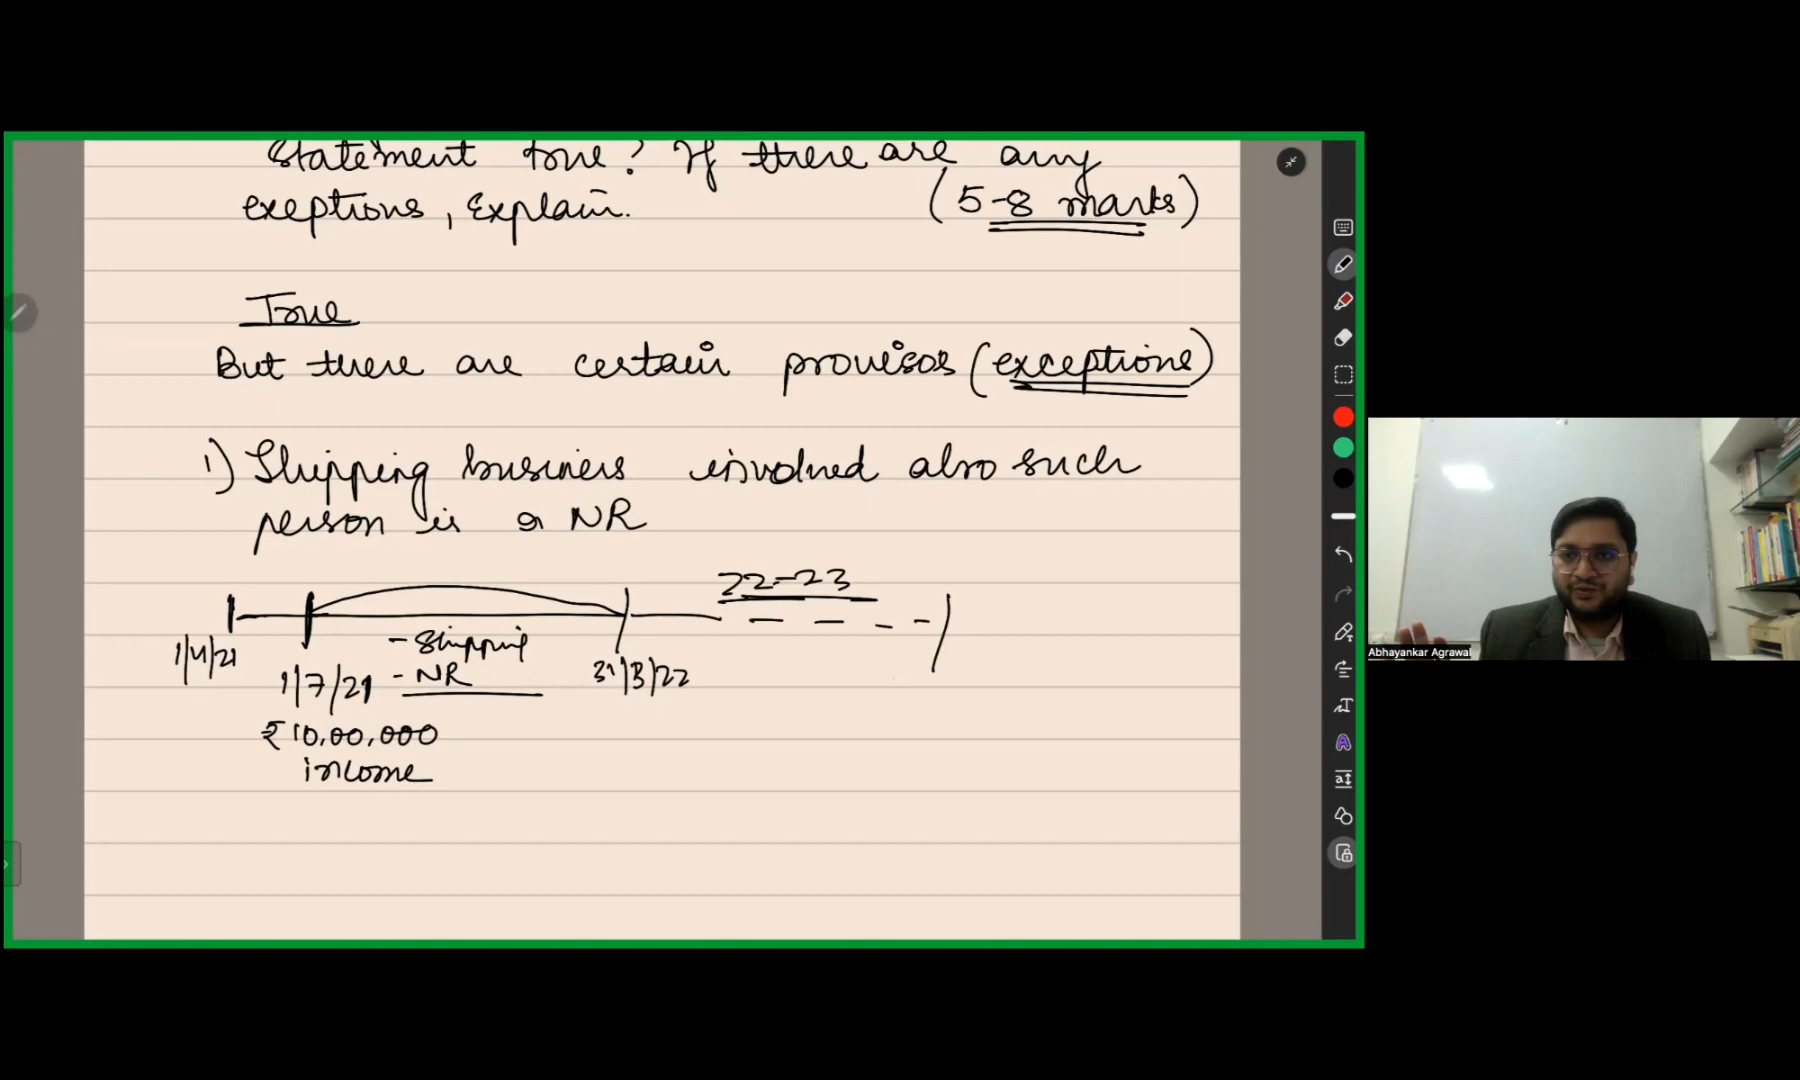 Statement true? If there are any
exeptions, Explain. (5-8 marks)
True
But there are certain provisos (exceptions)
1) Shipping business involved also such
person is a NR
22-23
1/4/21
- Shipping
1/7/21 - NR
31/3/22
₹10,00,000
income
Abhayankar Agrawal